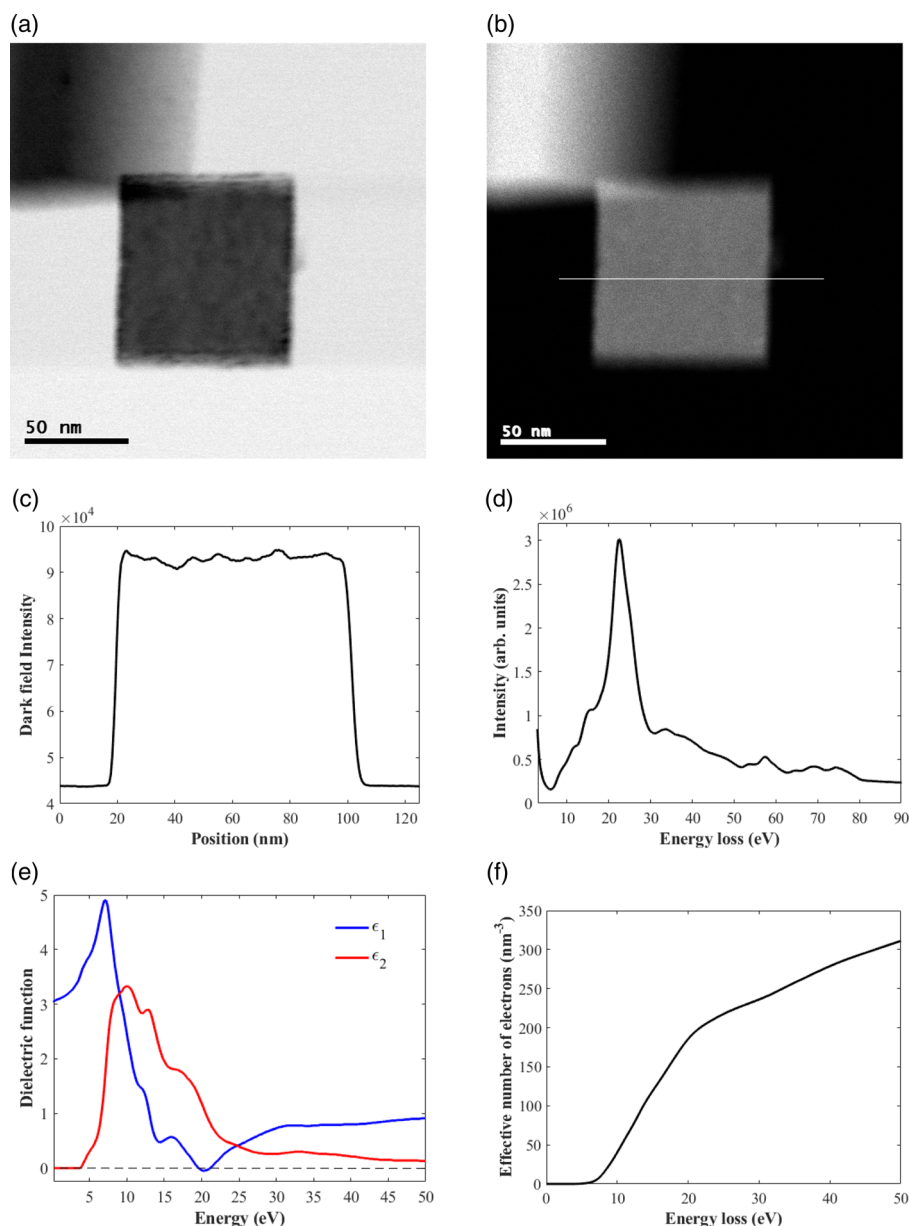 (a)
(b)
50 nm
50 nm
(c)
(d)
×10⁴
10
9
8
7
6
5
4
Dark field Intensity
0 20 40 60 80 100 120
Position (nm)
×10⁶
3
2.5
2
1.5
1
0.5
0
Intensity (arb. units)
10 20 30 40 50 60 70 80 90
Energy loss (eV)
(e)
(f)
5
4
3
2
1
0
Dielectric function
ϵ₁
ϵ₂
5 10 15 20 25 30 35 40 45 50
Energy (eV)
350
300
250
200
150
100
50
0
Effective number of electrons (nm⁻³)
0 10 20 30 40 50
Energy loss (eV)